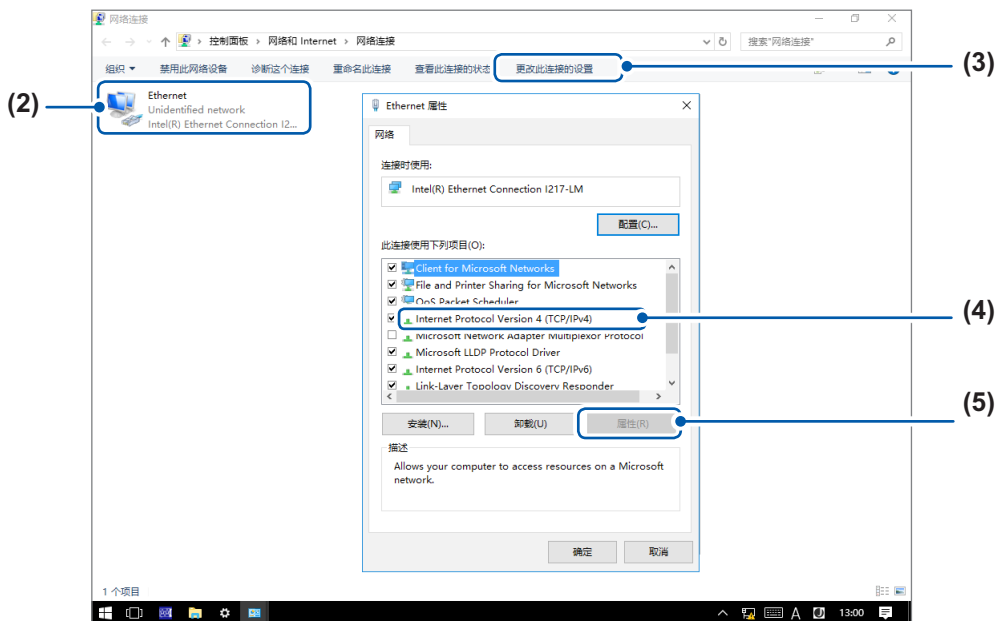 网络连接
控制面板 › 网络和 Internet › 网络连接
搜索"网络连接"
组织 禁用此网络设备 诊断这个连接 重命名此连接 查看此连接的状态 更改此连接的设置
(3)
(2)
Ethernet
Unidentified network
Intel(R) Ethernet Connection I2...
Ethernet 属性
网络
连接时使用:
Intel(R) Ethernet Connection I217-LM
配置(C)...
此连接使用下列项目(O):
Client for Microsoft Networks
File and Printer Sharing for Microsoft Networks
QoS Packet Scheduler
Internet Protocol Version 4 (TCP/IPv4)
(4)
Microsoft Network Adapter Multiplexor Protocol
Microsoft LLDP Protocol Driver
Internet Protocol Version 6 (TCP/IPv6)
Link-Layer Topology Discovery Responder
(5)
安装(N)... 卸载(U) 属性(R)
描述
Allows your computer to access resources on a Microsoft
network.
确定 取消
1 个项目
A 13:00